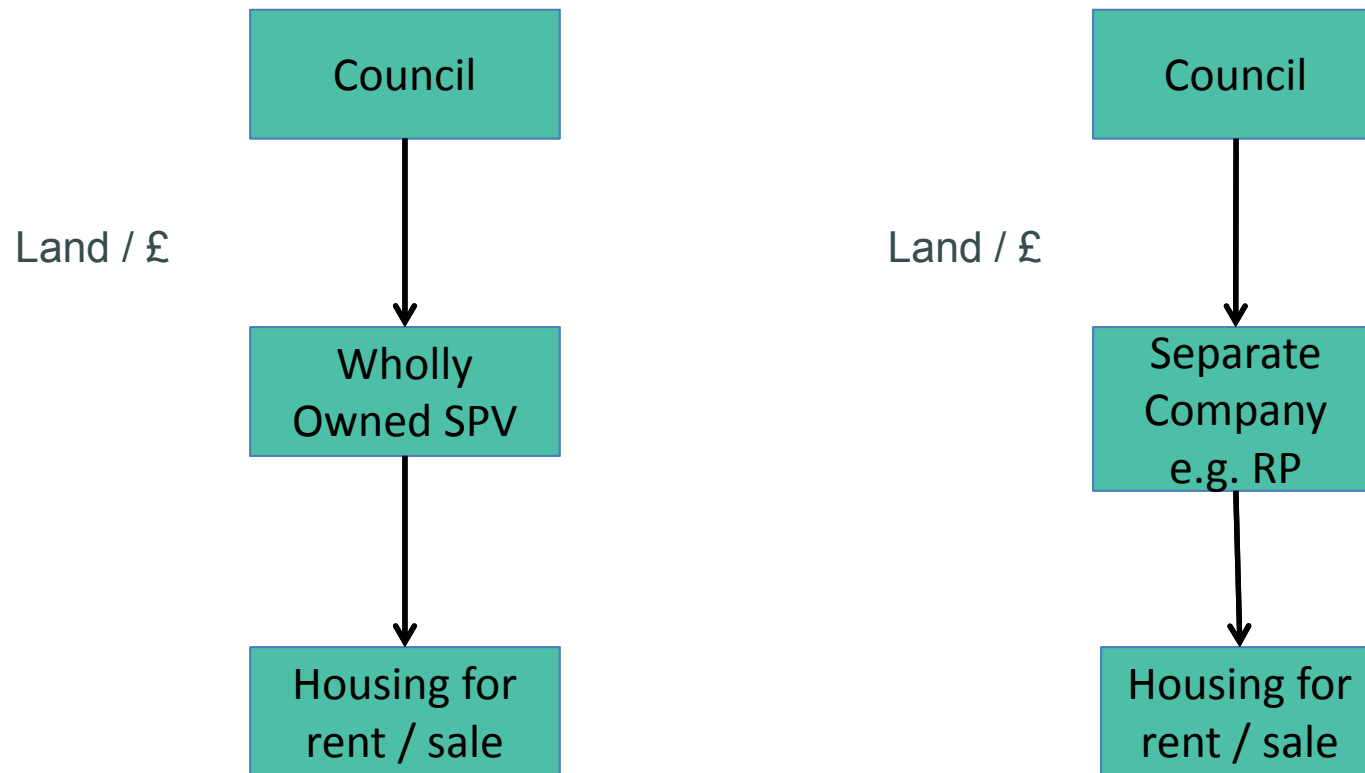 Council
Land / £
Wholly
Owned SPV
Housing for
rent / sale
Council
Land / £
Separate
Company
e.g. RP
Housing for
rent / sale